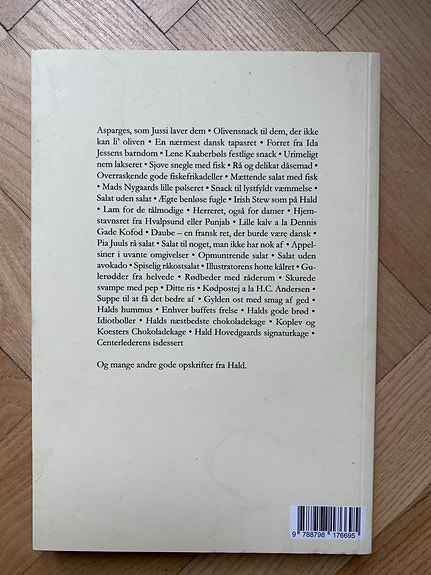 Asparges, som Jussi laver dem • Olivensnack til dem, der ikke
kan li' oliven • En nærmest dansk tapasret • Forret fra Ida
Jessens barndom • Lene Kaaberbøls festlige snack • Urimeligt
nem lakseret • Sjove snegle med fisk • Rå og delikat dåsemad •
Overraskende gode fiskefrikadeller • Mættende salat med fisk
• Mads Nygaards lille pølseret • Snack til lystfyldt væmmelse •
Salat uden salat • Ægte benløse fugle • Irish Stew som på Hald
• Lam for de tålmodige • Herreret, også for damer • Hjem-
stavnsret fra Hvalpsund eller Punjab • Lille kalv a la Dennis
Gade Kofod • Daube – en fransk ret, der burde være dansk •
Pia Juuls rå salat • Salat til noget, man ikke har nok af • Appel-
siner i uvante omgivelser • Opmuntrende salat • Salat uden
avokado • Spiselig råkostsalat • Illustratorens hotte kålret • Gu-
lerødder fra helvede • Rødbeder med råderum • Skurede
svampe med pep • Ditte ris • Kødpostej a la H.C. Andersen •
Suppe til at få det bedre af • Gylden ost med smag af ged •
Halds hummus • Enhver buffets frelse • Halds gode brød •
Idiotboller • Halds næstbedste chokoladekage • Koplev og
Koesters Chokoladekage • Hald Hovedgaards signaturkage •
Centerlederens isdessert
Og mange andre gode opskrifter fra Hald.
9 788798 176695